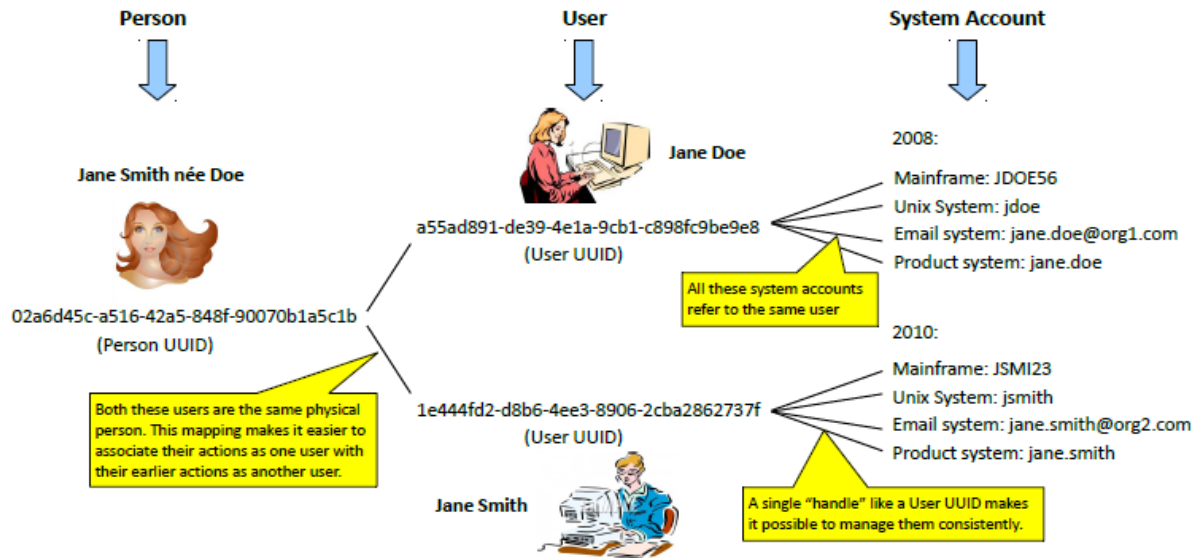 Person
User
System Account
Jane Smith née Doe
02a6d45c-a516-42a5-848f-90070b1a5c1b
(Person UUID)
Both these users are the same physical
person. This mapping makes it easier to
associate their actions as one user with
their earlier actions as another user.
Jane Doe
a55ad891-de39-4e1a-9cb1-c898fc9be9e8
(User UUID)
2008:
Mainframe: JDOE56
Unix System: jdoe
Email system: jane.doe@org1.com
Product system: jane.doe
All these system accounts
refer to the same user
1e444fd2-d8b6-4ee3-8906-2cba2862737f
(User UUID)
Jane Smith
2010:
Mainframe: JSMI23
Unix System: jsmith
Email system: jane.smith@org2.com
Product system: jane.smith
A single “handle” like a User UUID makes
it possible to manage them consistently.